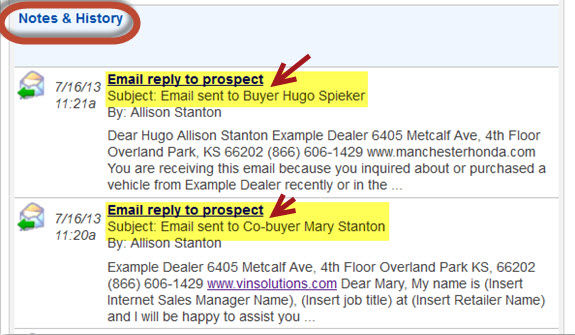 Notes & History
7/16/13
11:21a
Email reply to prospect
Subject: Email sent to Buyer Hugo Spieker
By: Allison Stanton
Dear Hugo Allison Stanton Example Dealer 6405 Metcalf Ave, 4th Floor
Overland Park, KS 66202 (866) 606-1429 www.manchesterhonda.com
You are receiving this email because you inquired about or purchased a
vehicle from Example Dealer recently or in the ...
7/16/13
11:20a
Email reply to prospect
Subject: Email sent to Co-buyer Mary Stanton
By: Allison Stanton
Example Dealer 6405 Metcalf Ave, 4th Floor Overland Park KS, 66202
(866) 606-1429 www.vinsolutions.com Dear Mary, My name is (Insert
Internet Sales Manager Name), (Insert job title) at (Insert Retailer Name)
and I will be happy to assist you ...